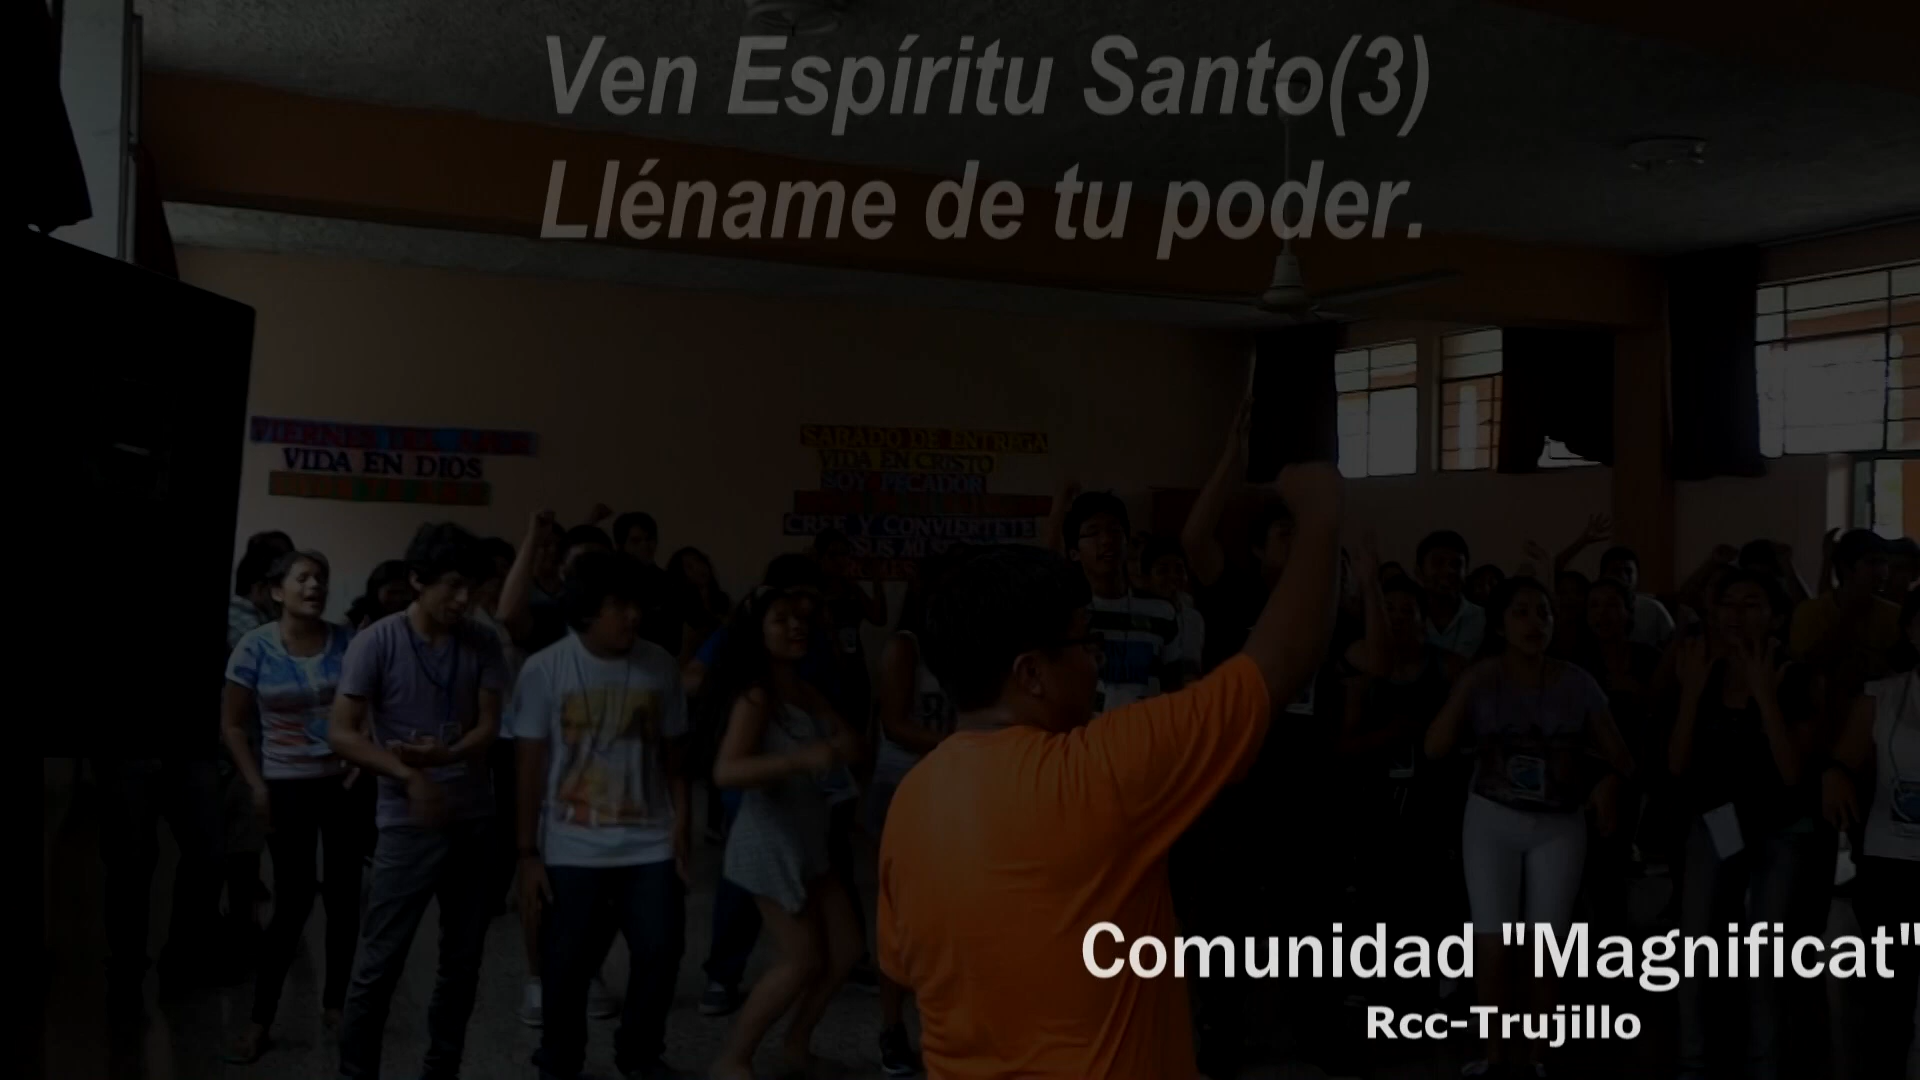 Ven Espíritu Santo(3)
Lléname de tu poder.
VIERNES
VIDA EN DIOS
SABADO DE ENTREGA
VIDA EN CRISTO
SOY PECADOR
CREE Y CONVIERTETE
Comunidad "Magnificat"
Rcc-Trujillo